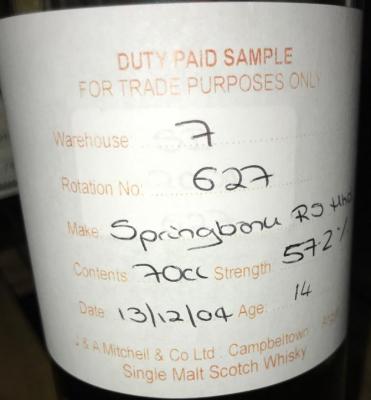 DUTY PAID SAMPLE
FOR TRADE PURPOSES ONLY
Warehouse 7
Rotation No: 627
Make: Springbank
Contents: 70cl Strength 57.2%
Date: 13/12/04 Age: 14
J & A Mitchell & Co Ltd . Campbeltown
Single Malt Scotch Whisky